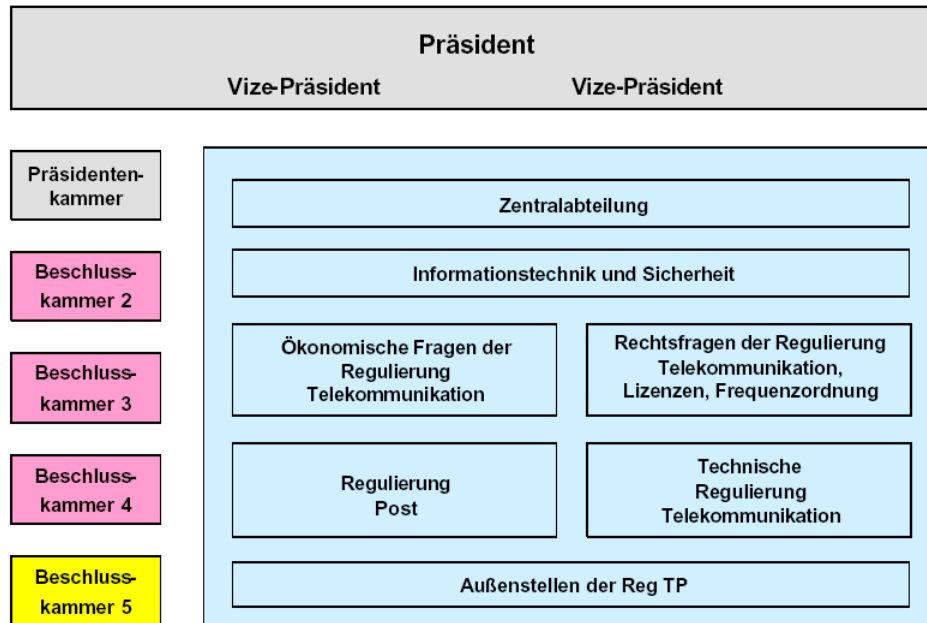 Präsident
Vize-Präsident Vize-Präsident
Präsidenten-
kammer
Beschluss-
kammer 2
Beschluss-
kammer 3
Beschluss-
kammer 4
Beschluss-
kammer 5
Zentralabteilung
Informationstechnik und Sicherheit
Ökonomische Fragen der
Regulierung
Telekommunikation
Rechtsfragen der Regulierung
Telekommunikation,
Lizenzen, Frequenzordnung
Regulierung
Post
Technische
Regulierung
Telekommunikation
Außenstellen der Reg TP